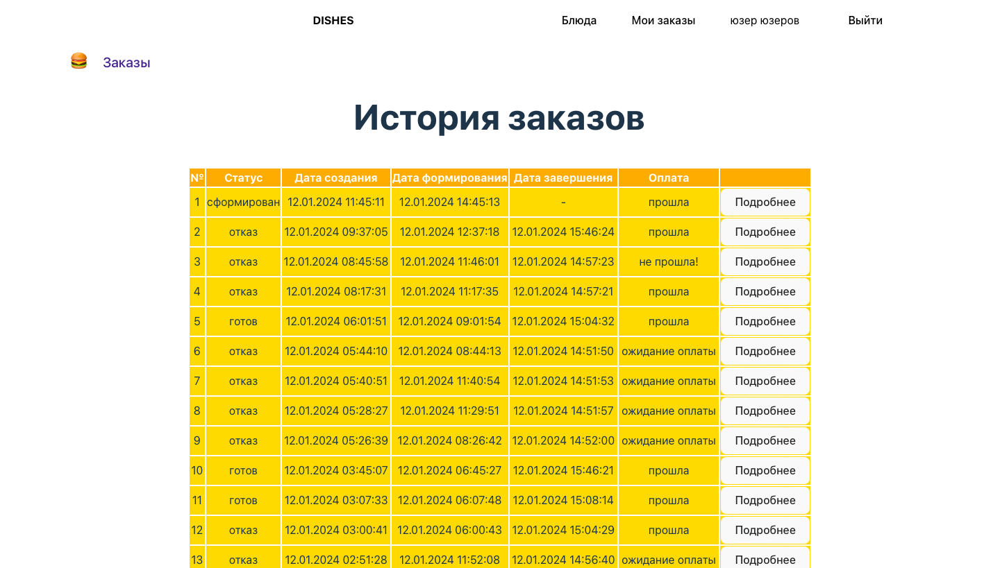 DISHES Блюда Мои заказы юзер юзеров Выйти
Заказы
История заказов
№ Статус Дата создания Дата формирования Дата завершения Оплата
1 сформирован 12.01.2024 11:45:11 12.01.2024 14:45:13 - прошла Подробнее
2 отказ 12.01.2024 09:37:05 12.01.2024 12:37:18 12.01.2024 15:46:24 прошла Подробнее
3 отказ 12.01.2024 08:45:58 12.01.2024 11:46:01 12.01.2024 14:57:23 не прошла! Подробнее
4 отказ 12.01.2024 08:17:31 12.01.2024 11:17:35 12.01.2024 14:57:21 прошла Подробнее
5 готов 12.01.2024 06:01:51 12.01.2024 09:01:54 12.01.2024 15:04:32 прошла Подробнее
6 отказ 12.01.2024 05:44:10 12.01.2024 08:44:13 12.01.2024 14:51:50 ожидание оплаты Подробнее
7 отказ 12.01.2024 05:40:51 12.01.2024 11:40:54 12.01.2024 14:51:53 ожидание оплаты Подробнее
8 отказ 12.01.2024 05:28:27 12.01.2024 11:29:51 12.01.2024 14:51:57 ожидание оплаты Подробнее
9 отказ 12.01.2024 05:26:39 12.01.2024 08:26:42 12.01.2024 14:52:00 ожидание оплаты Подробнее
10 готов 12.01.2024 03:45:07 12.01.2024 06:45:27 12.01.2024 15:46:21 прошла Подробнее
11 готов 12.01.2024 03:07:33 12.01.2024 06:07:48 12.01.2024 15:08:14 прошла Подробнее
12 отказ 12.01.2024 03:00:41 12.01.2024 06:00:43 12.01.2024 15:04:29 прошла Подробнее
13 отказ 12.01.2024 02:51:28 12.01.2024 11:52:08 12.01.2024 14:56:40 ожидание оплаты Подробнее